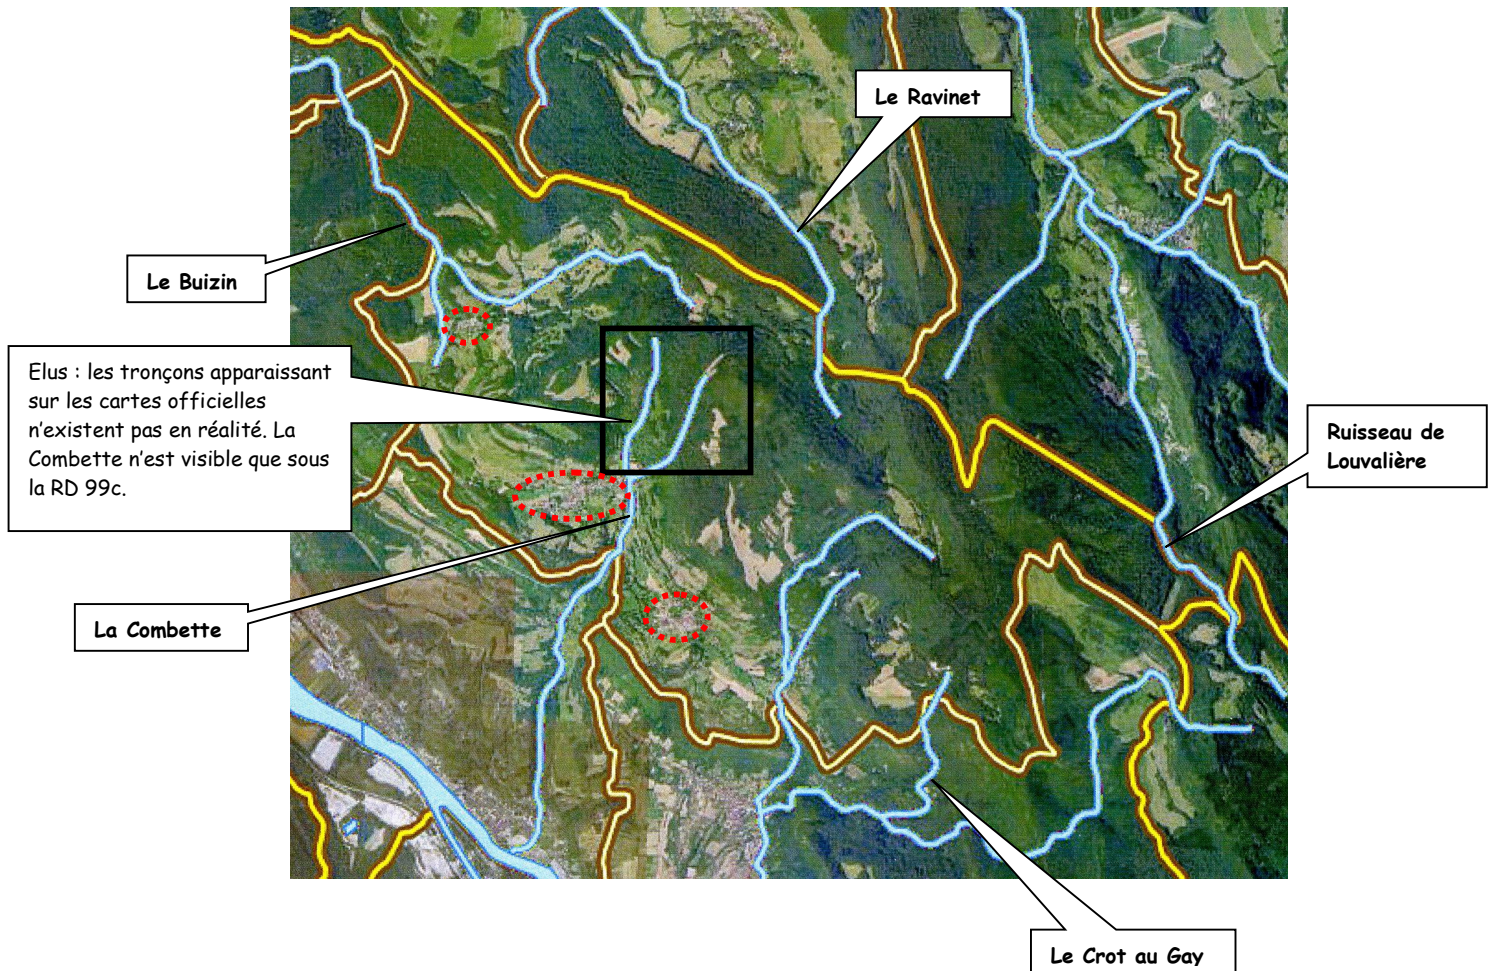 Le Ravinet
Le Buizin
Elus : les tronçons apparaissant
sur les cartes officielles
n'existent pas en réalité. La
Combette n'est visible que sous
la RD 99c.
Ruisseau de
Louvalière
La Combette
Le Crot au Gay